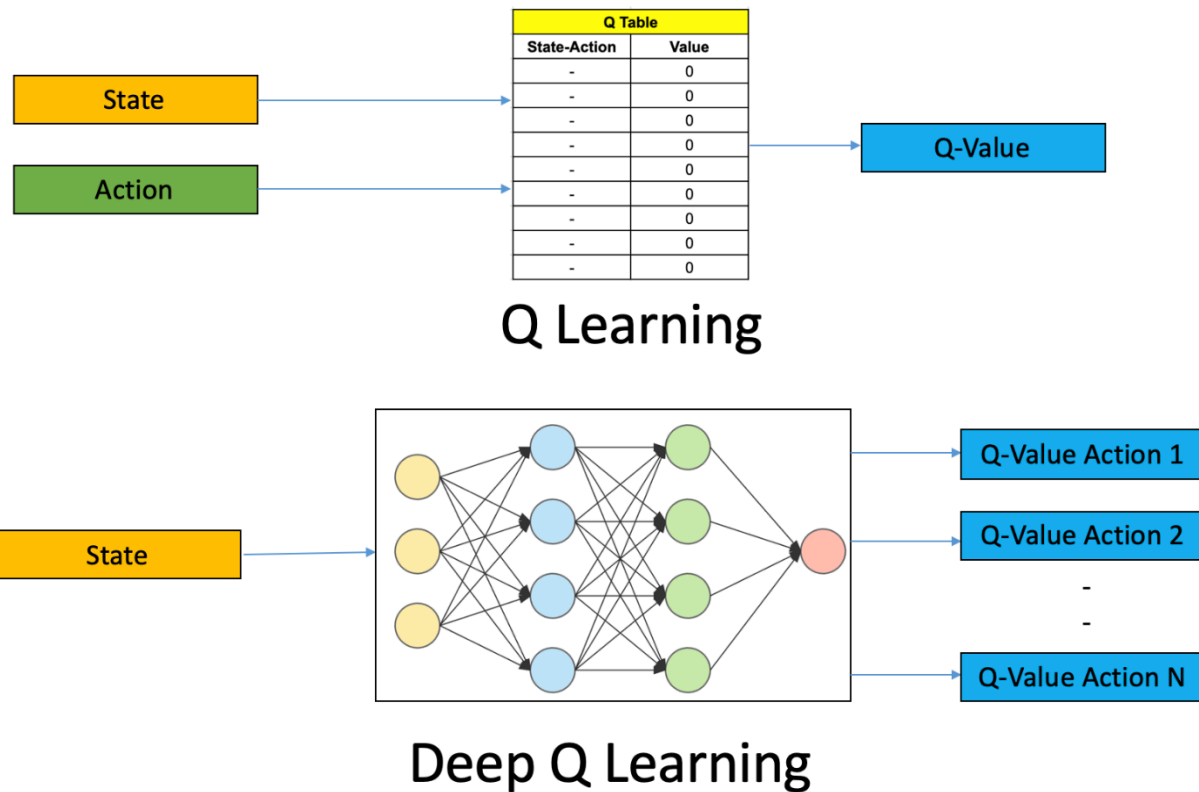 Q Table
State-Action Value
- 0
- 0
- 0
- 0
- 0
- 0
- 0
- 0
- 0
State
Action
Q-Value
Q Learning
State
Q-Value Action 1
Q-Value Action 2
-
-
Q-Value Action N
Deep Q Learning